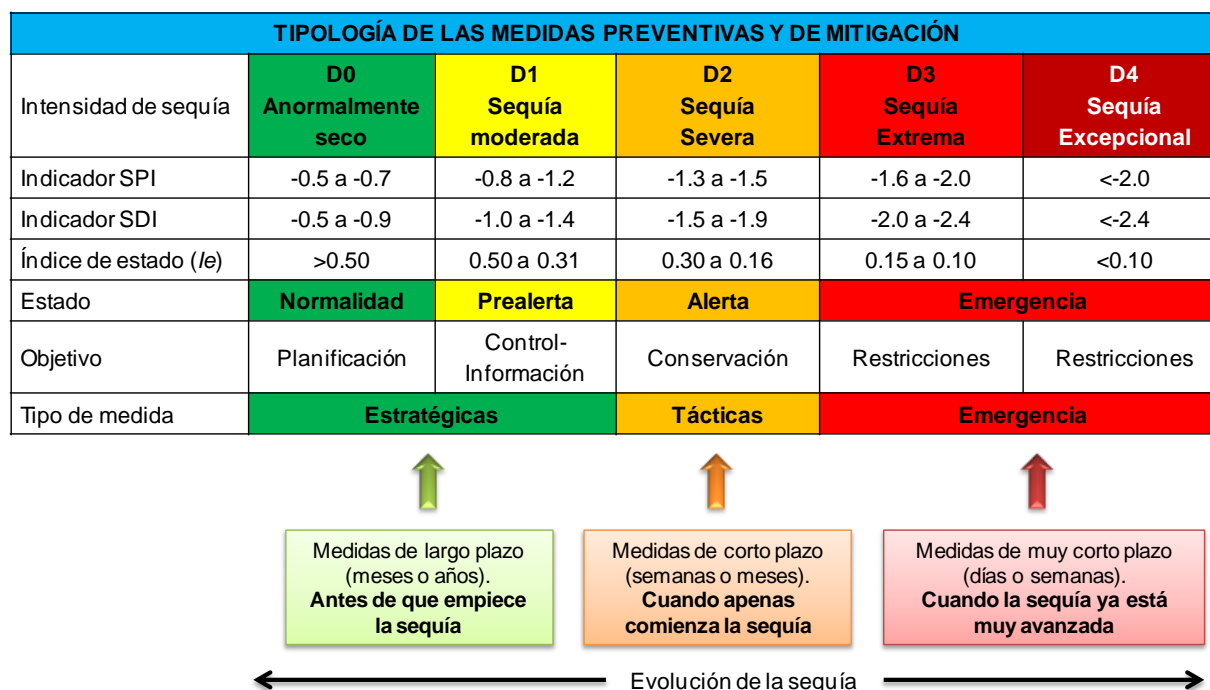 TIPOLOGÍA DE LAS MEDIDAS PREVENTIVAS Y DE MITIGACIÓN
Intensidad de sequía
D0
Anormalmente
seco
D1
Sequía
moderada
D2
Sequía
Severa
D3
Sequía
Extrema
D4
Sequía
Excepcional
Indicador SPI -0.5 a -0.7 -0.8 a -1.2 -1.3 a -1.5 -1.6 a -2.0 <-2.0
Indicador SDI -0.5 a -0.9 -1.0 a -1.4 -1.5 a -1.9 -2.0 a -2.4 <-2.4
Índice de estado (Ie) >0.50 0.50 a 0.31 0.30 a 0.16 0.15 a 0.10 <0.10
Estado Normalidad Prealerta Alerta Emergencia
Objetivo Planificación
Control-
Información
Conservación Restricciones Restricciones
Tipo de medida Estratégicas Tácticas Emergencia
Medidas de largo plazo
(meses o años).
Antes de que empiece
la sequía
Medidas de corto plazo
(semanas o meses).
Cuando apenas
comienza la sequía
Medidas de muy corto plazo
(días o semanas).
Cuando la sequía ya está
muy avanzada
Evolución de la sequía